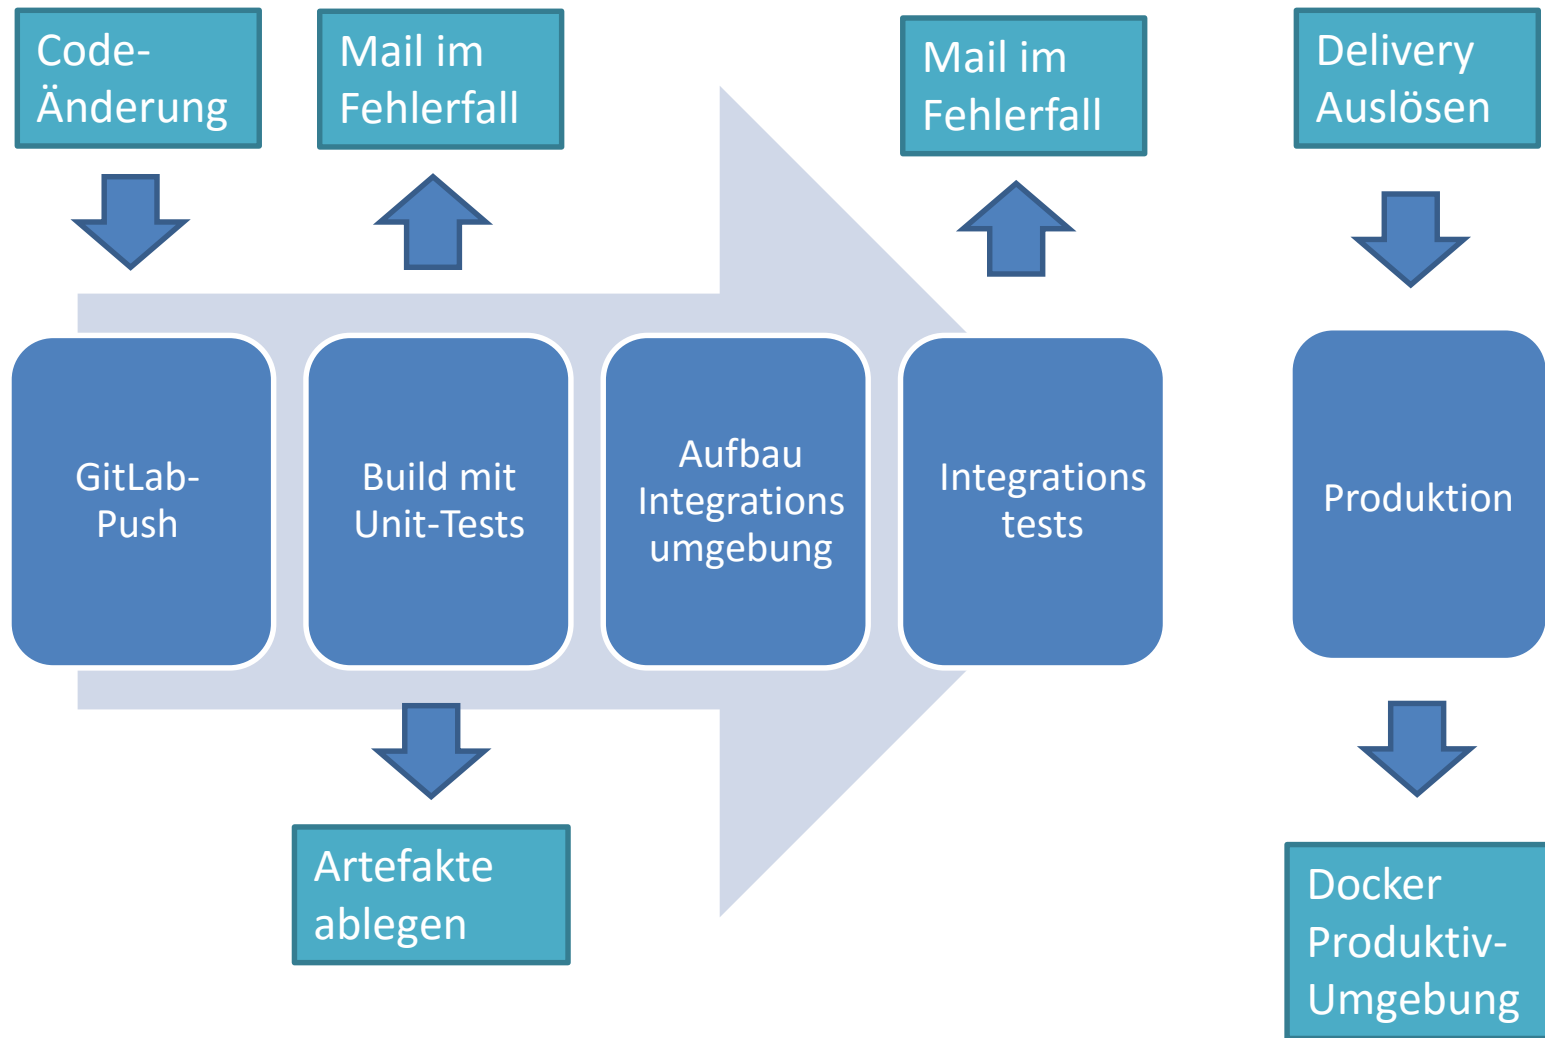 Code-
Änderung
Mail im
Fehlerfall
Mail im
Fehlerfall
Delivery
Auslösen
GitLab-
Push
Build mit
Unit-Tests
Aufbau
Integrations
umgebung
Integrations
tests
Produktion
Artefakte
ablegen
Docker
Produktiv-
Umgebung